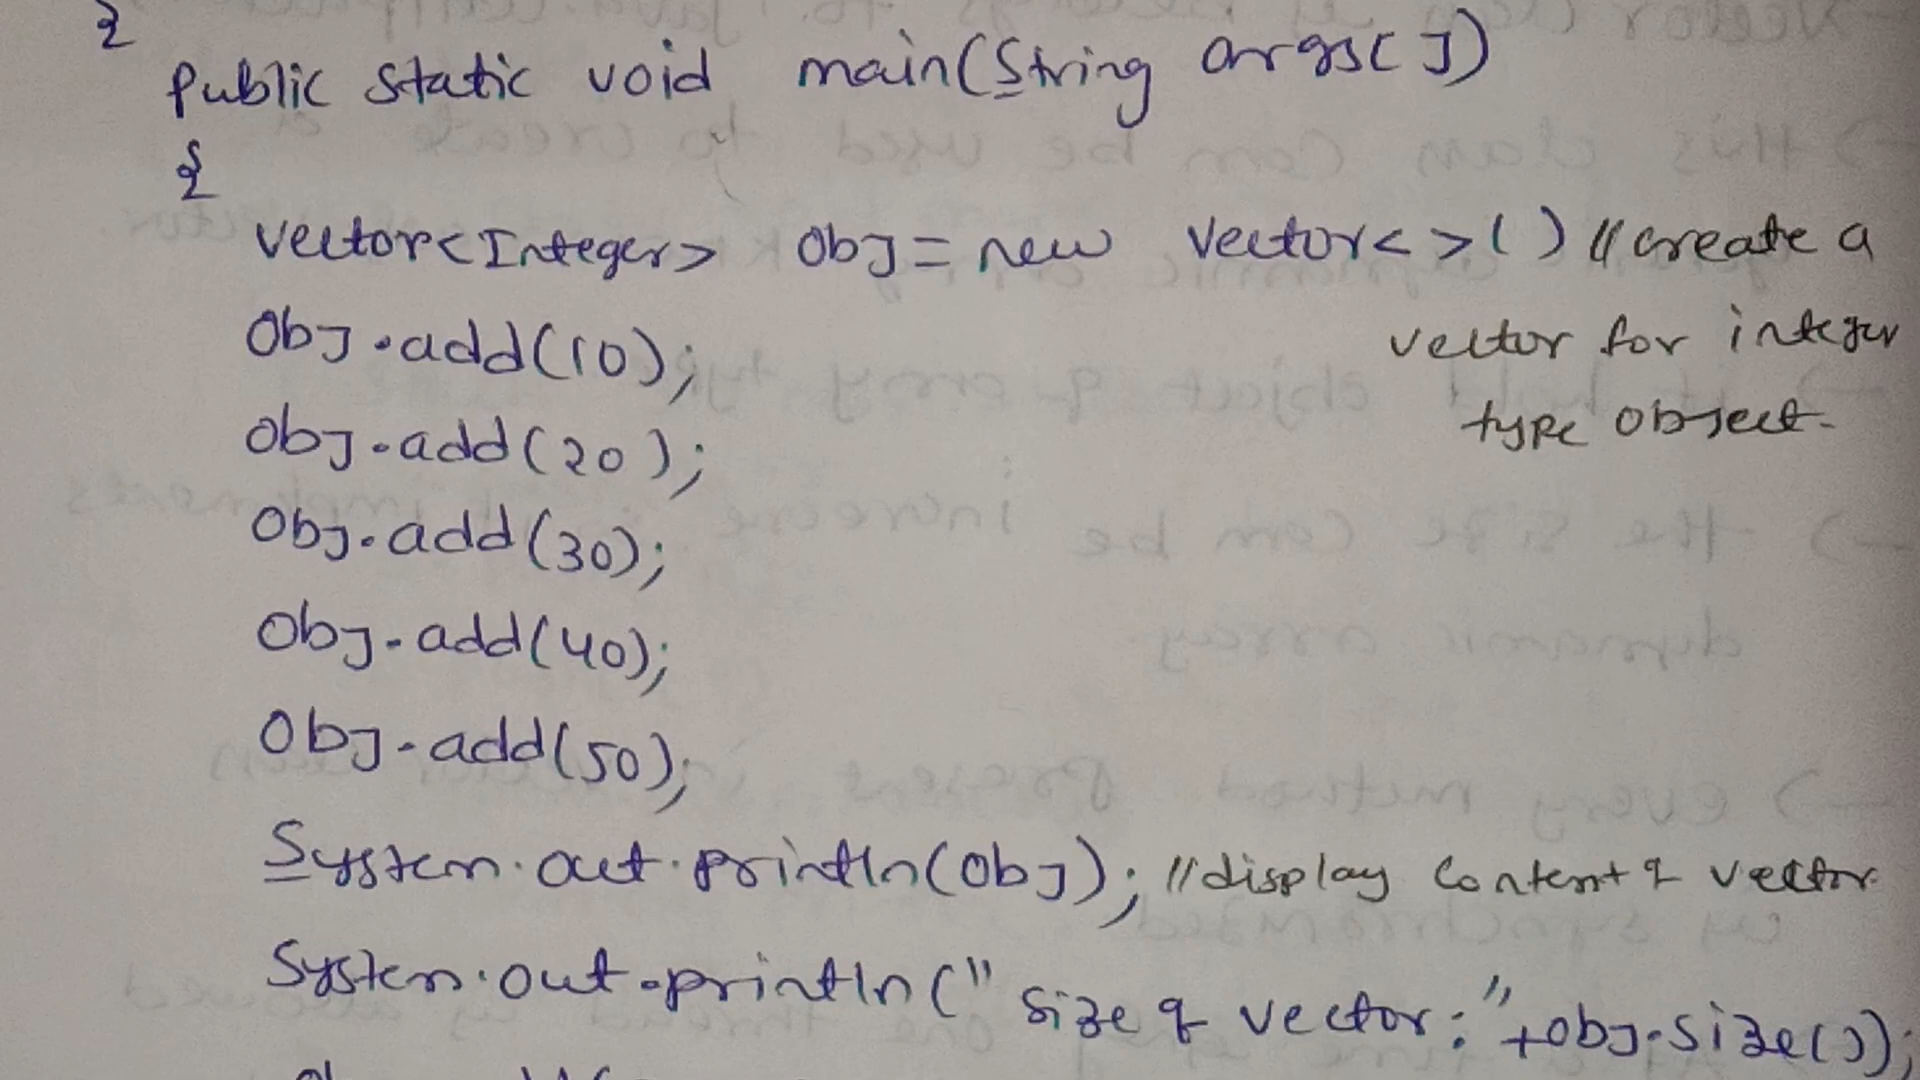 {
public static void main(String args[])
{
Vector<Integer> obj = new Vector<>() //create a
vector for integer
type object.
obj.add(10);
obj.add(20);
obj.add(30);
obj.add(40);
obj.add(50);
System.out.println(obj); //display content of vector
System.out.println("size of vector:"+obj.size());